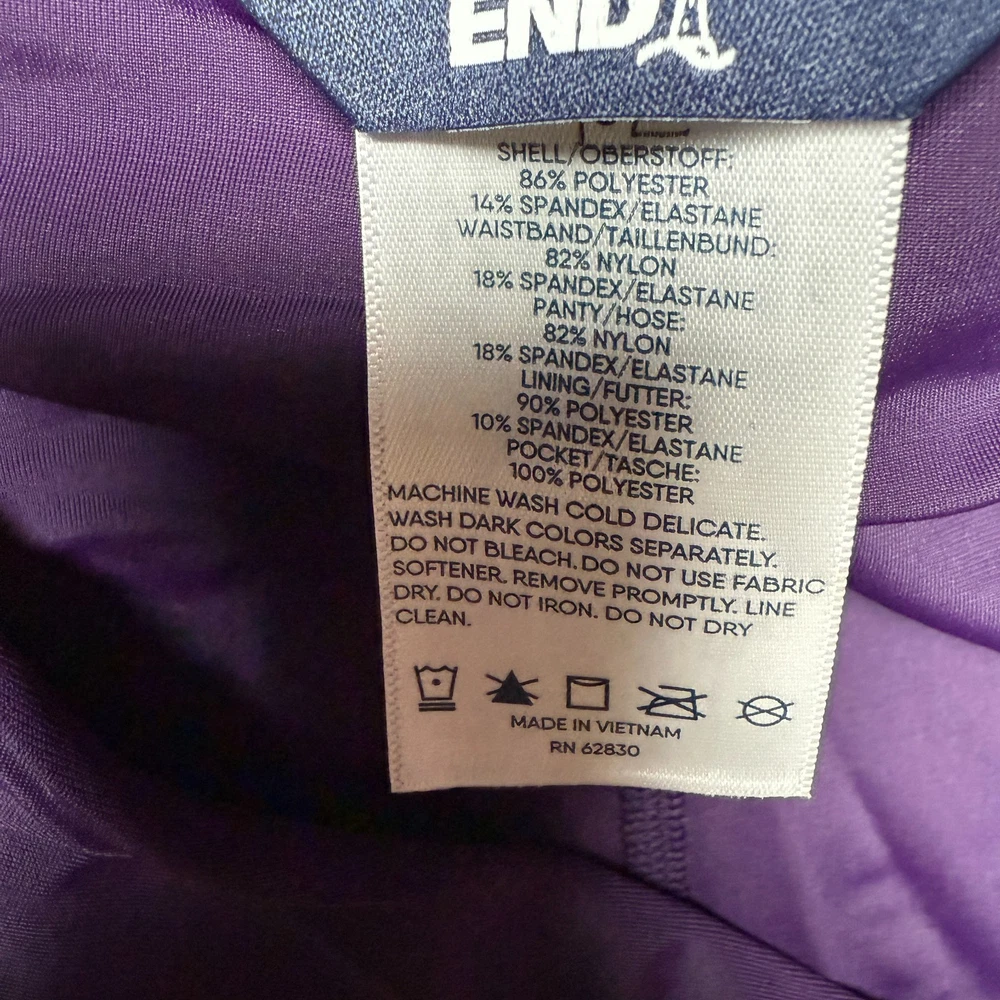 END
SHELL/OBERSTOFF:
86% POLYESTER
14% SPANDEX/ELASTANE
WAISTBAND/TAILLENBUND:
82% NYLON
18% SPANDEX/ELASTANE
PANTY/HOSE:
82% NYLON
18% SPANDEX/ELASTANE
LINING/FUTTER:
90% POLYESTER
10% SPANDEX/ELASTANE
POCKET/TASCHE:
100% POLYESTER
MACHINE WASH COLD DELICATE.
WASH DARK COLORS SEPARATELY.
DO NOT BLEACH. DO NOT USE FABRIC
SOFTENER. REMOVE PROMPTLY. LINE
DRY. DO NOT IRON. DO NOT DRY
CLEAN.
MADE IN VIETNAM
RN 62830